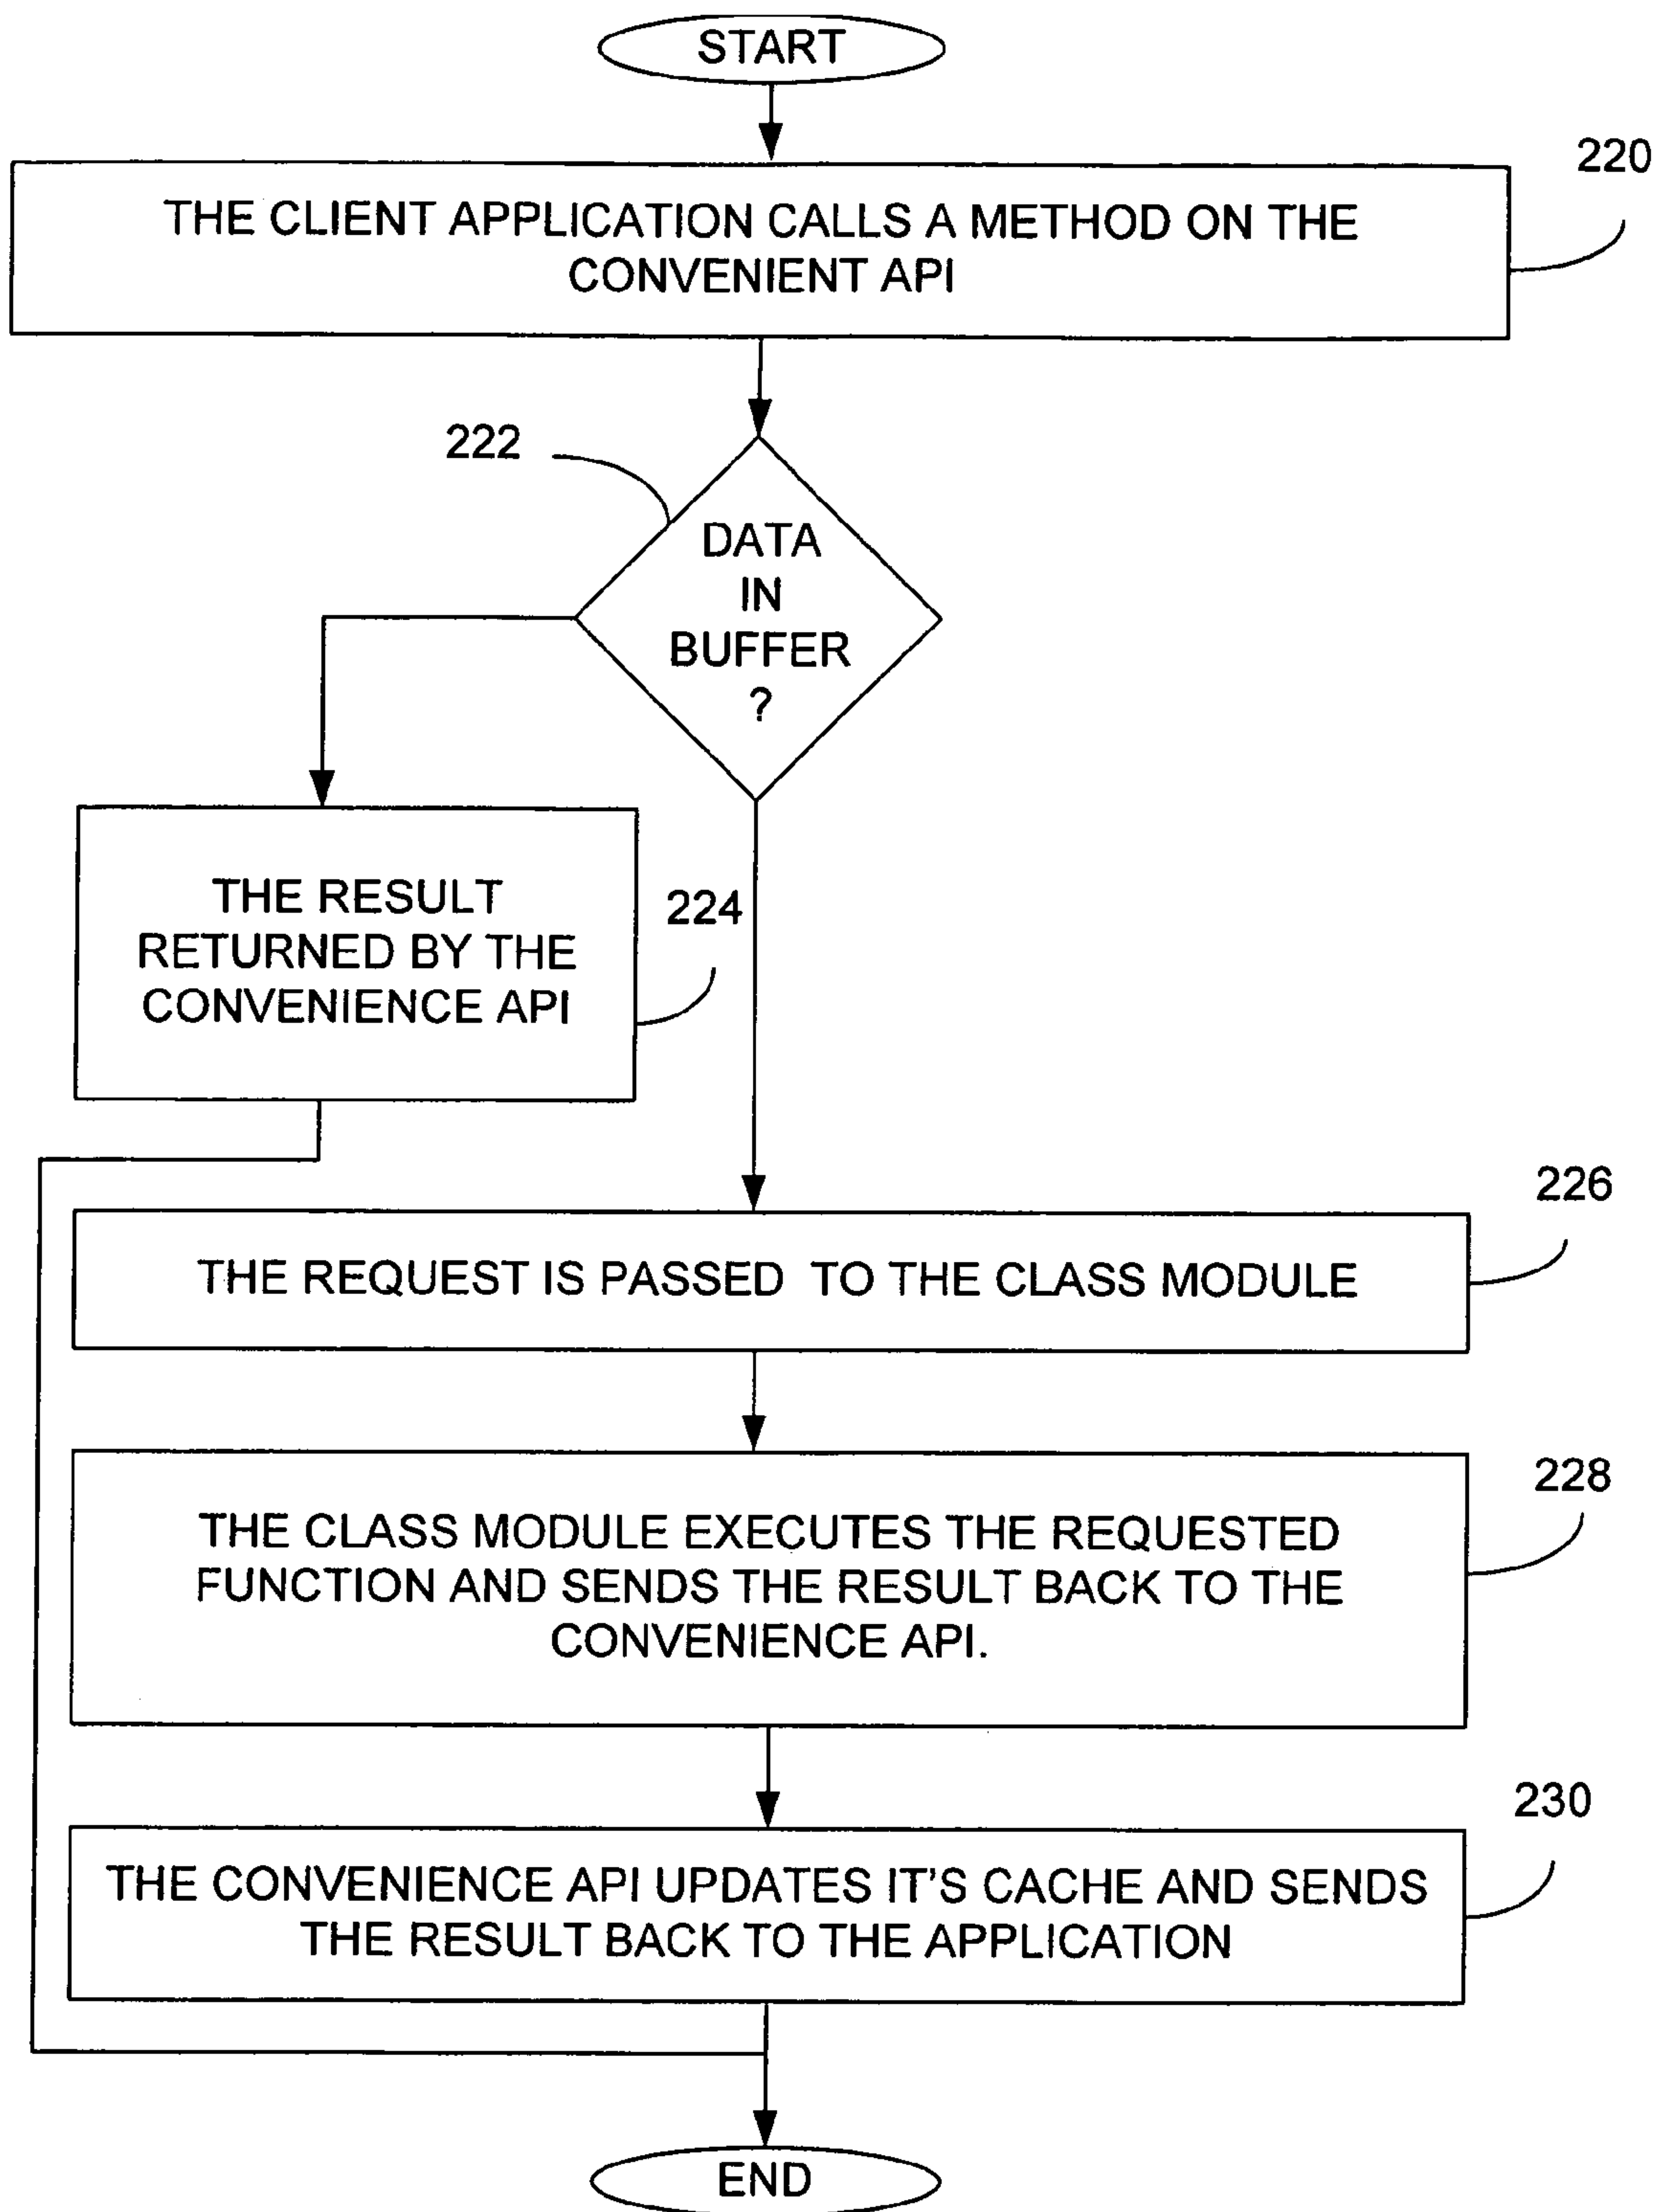 START
220
THE CLIENT APPLICATION CALLS A METHOD ON THE
CONVENIENT API
222
DATA
IN
BUFFER
?
THE RESULT
RETURNED BY THE
CONVENIENCE API
224
226
THE REQUEST IS PASSED TO THE CLASS MODULE
228
THE CLASS MODULE EXECUTES THE REQUESTED
FUNCTION AND SENDS THE RESULT BACK TO THE
CONVENIENCE API.
230
THE CONVENIENCE API UPDATES IT'S CACHE AND SENDS
THE RESULT BACK TO THE APPLICATION
END